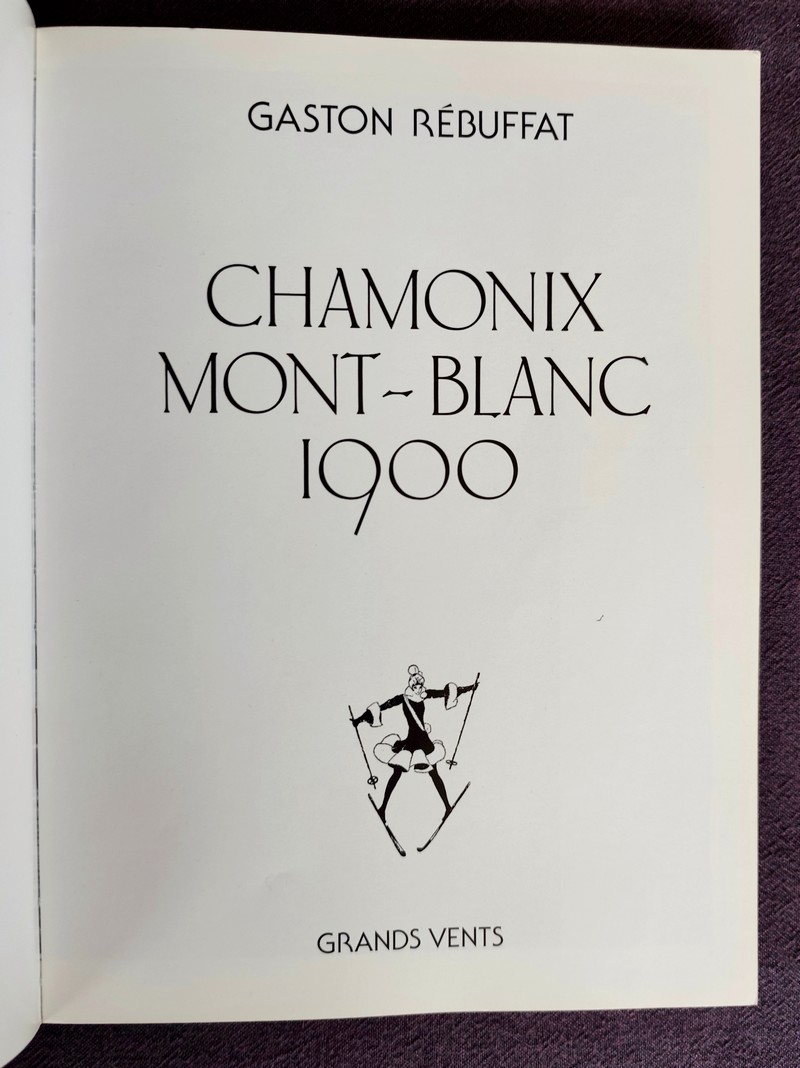 GASTON RÉBUFFAT
CHAMONIX
MONT-BLANC
1900
GRANDS VENTS